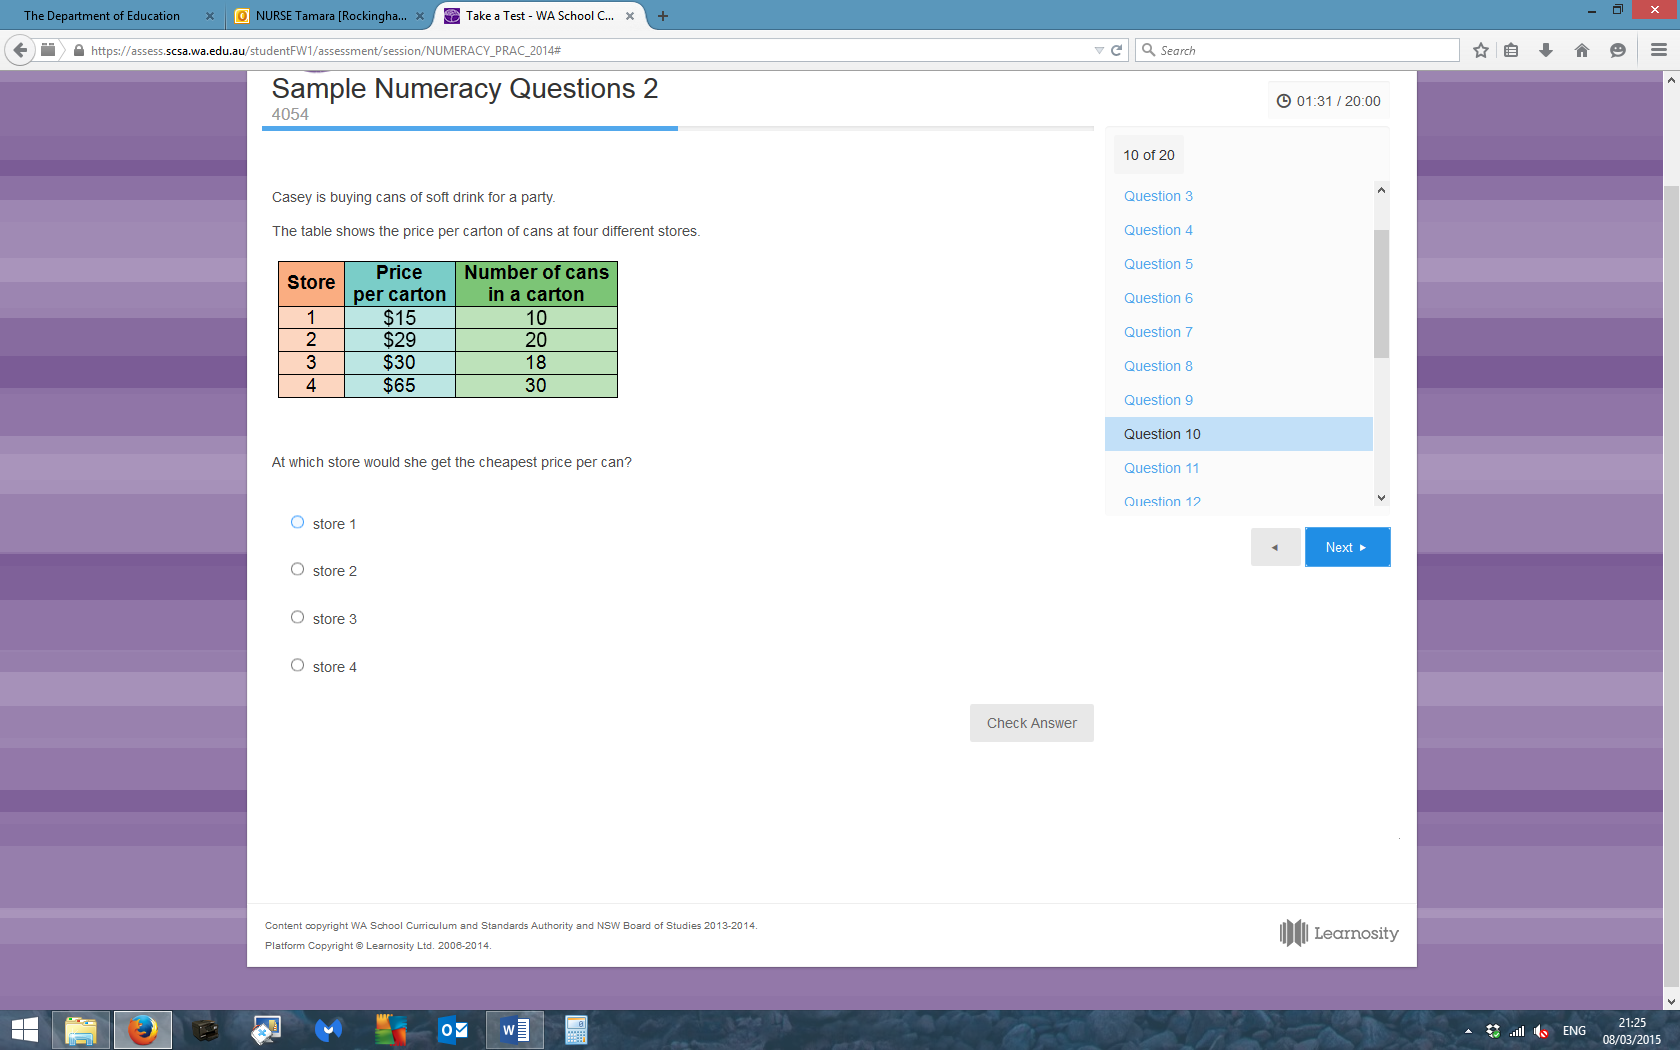 The Department of Education
NURSE Tamara [Rockingha...
Take a Test - WA School C...
https://assess.scsa.wa.edu.au/studentFW1/assessment/session/NUMERACY_PRAC_2014#
Search
Sample Numeracy Questions 2
4054
01:31 / 20:00
10 of 20
Question 3
Question 4
Question 5
Question 6
Question 7
Question 8
Question 9
Question 10
Question 11
Question 12
Next
Casey is buying cans of soft drink for a party.
The table shows the price per carton of cans at four different stores.
Store Price per carton Number of cans in a carton
1 $15 10
2 $29 20
3 $30 18
4 $65 30
At which store would she get the cheapest price per can?
store 1
store 2
store 3
store 4
Check Answer
Content copyright WA School Curriculum and Standards Authority and NSW Board of Studies 2013-2014.
Platform Copyright © Learnosity Ltd. 2006-2014.
Learnosity
ENG
21:25
08/03/2015